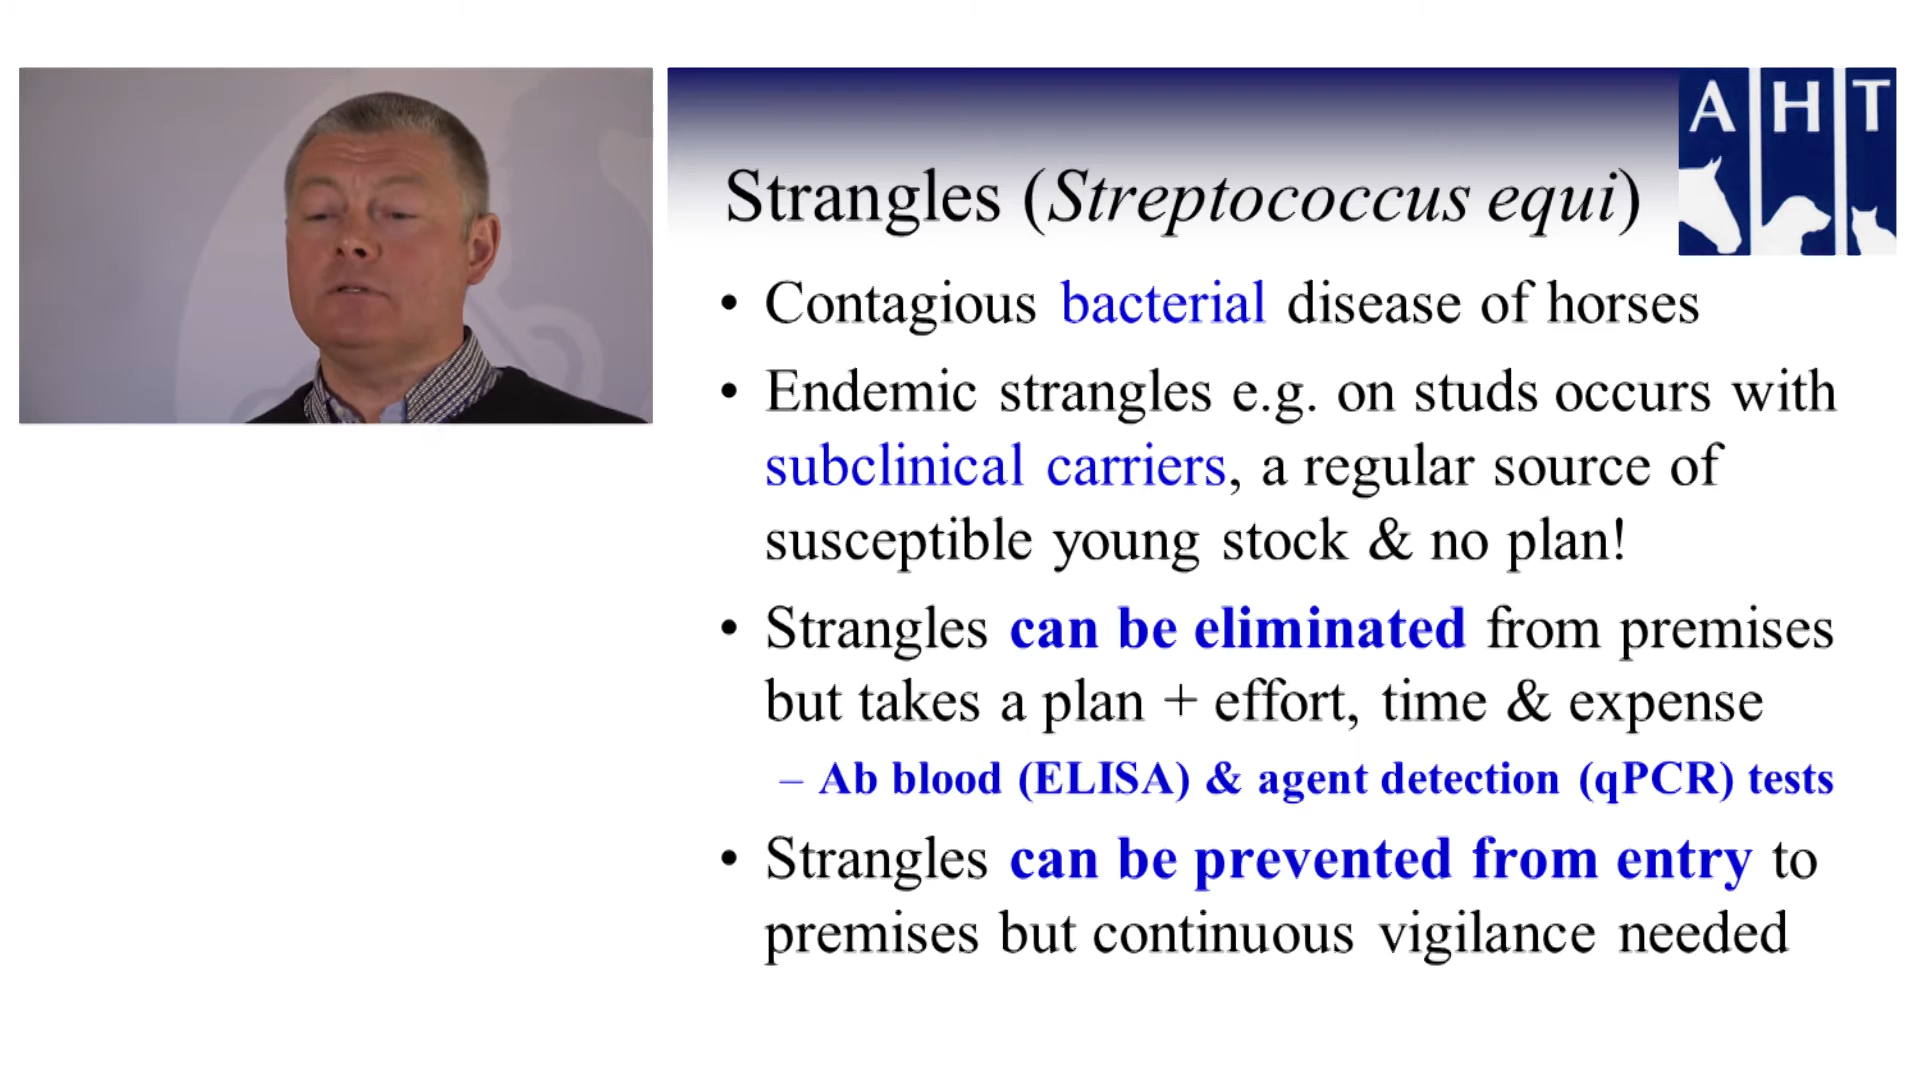 A H T
Strangles (Streptococcus equi)
• Contagious bacterial disease of horses
• Endemic strangles e.g. on studs occurs with
subclinical carriers, a regular source of
susceptible young stock & no plan!
• Strangles can be eliminated from premises
but takes a plan + effort, time & expense
– Ab blood (ELISA) & agent detection (qPCR) tests
• Strangles can be prevented from entry to
premises but continuous vigilance needed